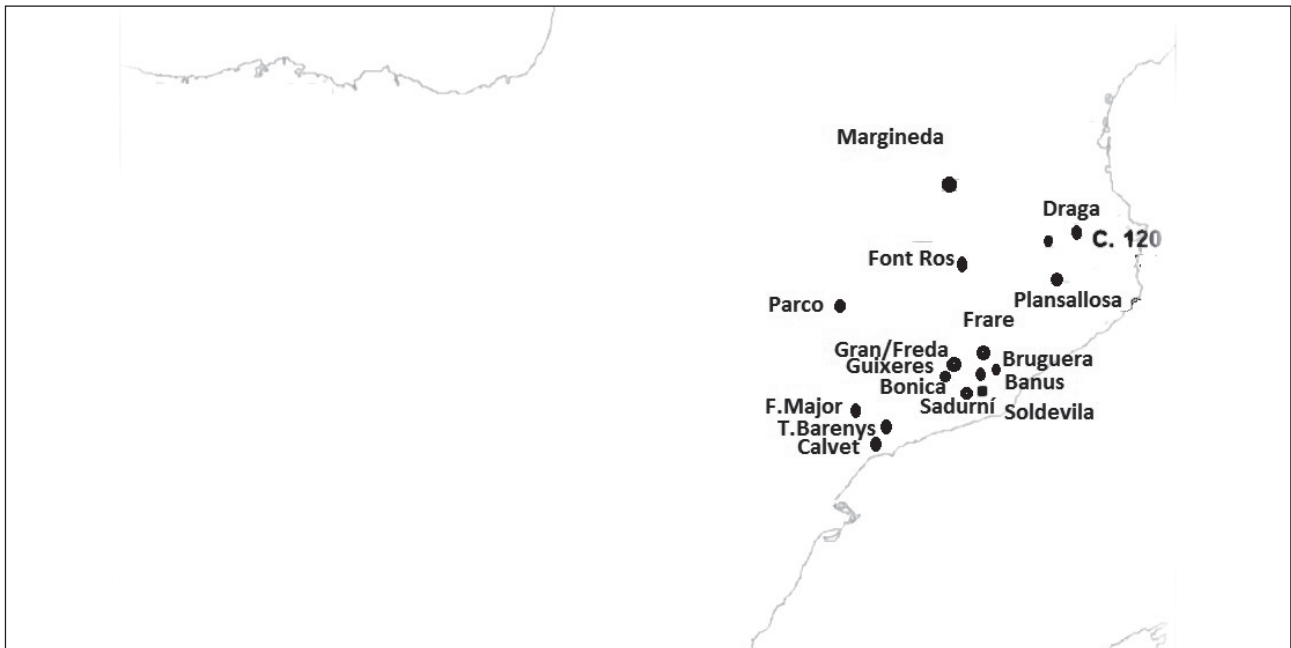 Margineda
Draga
C. 120
Font Ros
Plansallosa
Parco
Frare
Gran/Freda
Bruguera
Guixeres
Banus
Bonica
Sadurní
Soldevila
F.Major
T.Barenys
Calvet